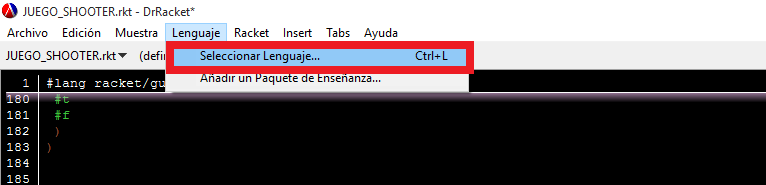 JUEGO_SHOOTER.rkt - DrRacket*
Archivo Edición Muestra Lenguaje Racket Insert Tabs Ayuda
JUEGO_SHOOTER.rkt (defin
Seleccionar Lenguaje... Ctrl+L
Añadir un Paquete de Enseñanza...
1 #lang racket/gu
180 #t
181 #f
182 )
183 )
184
185